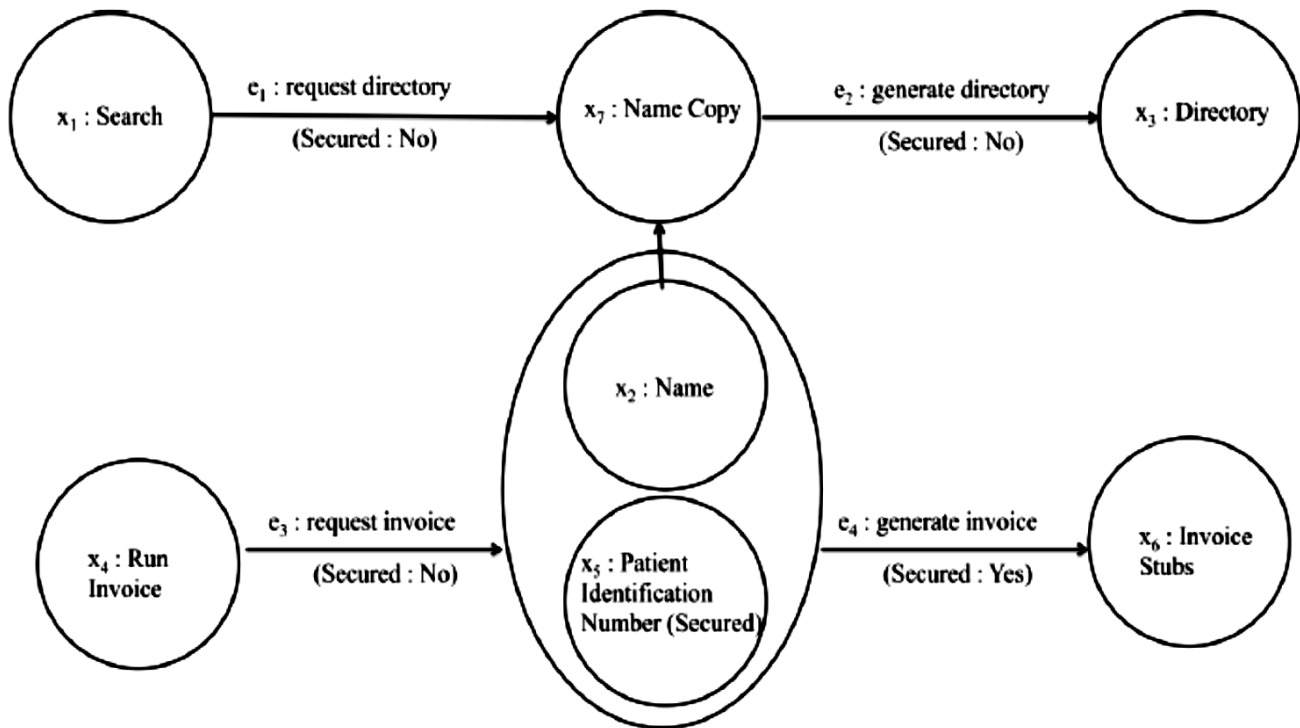 x₁ : Search
e₁ : request directory
(Secured : No)
x₇ : Name Copy
e₂ : generate directory
(Secured : No)
x₃ : Directory
x₂ : Name
x₄ : Run
Invoice
e₃ : request invoice
(Secured : No)
x₅ : Patient
Identification
Number (Secured)
e₄ : generate invoice
(Secured : Yes)
x₆ : Invoice
Stubs